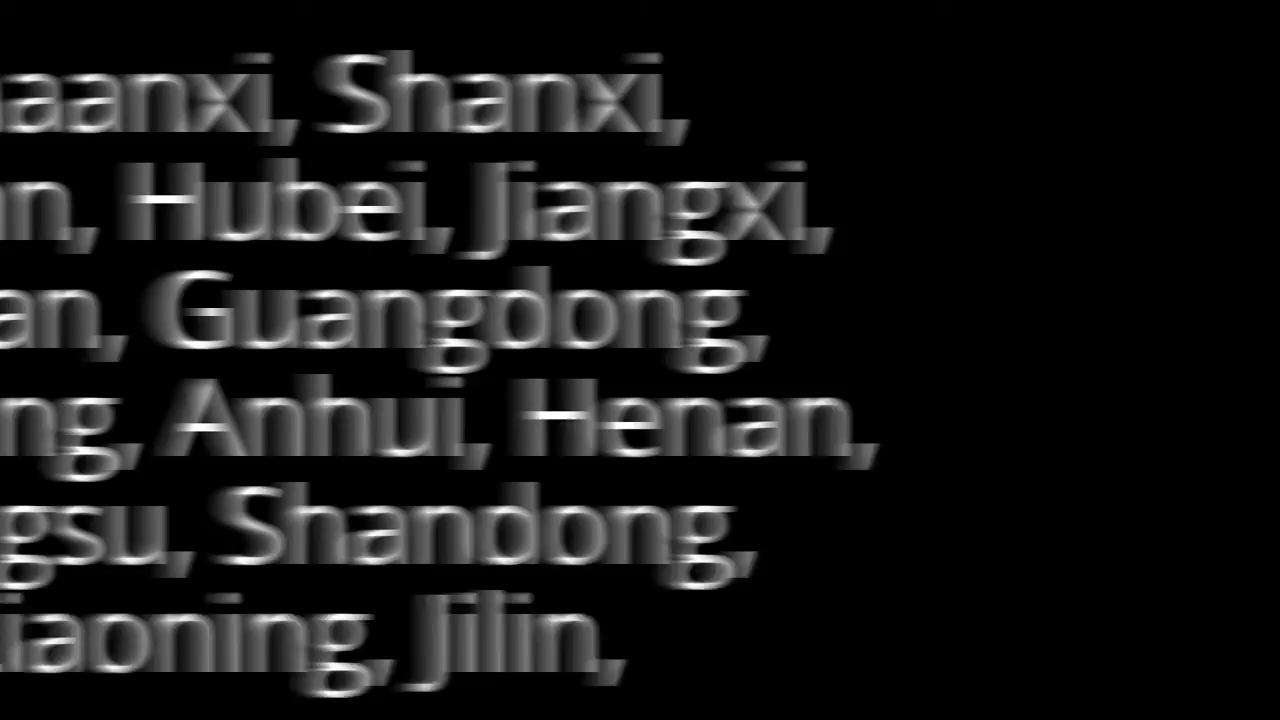 aanxi, Shanxi,
n, Hubei, Jiangxi,
an, Guangdong,
ng, Anhui, Henan,
gsu, Shandong,
iaoning, Jilin,